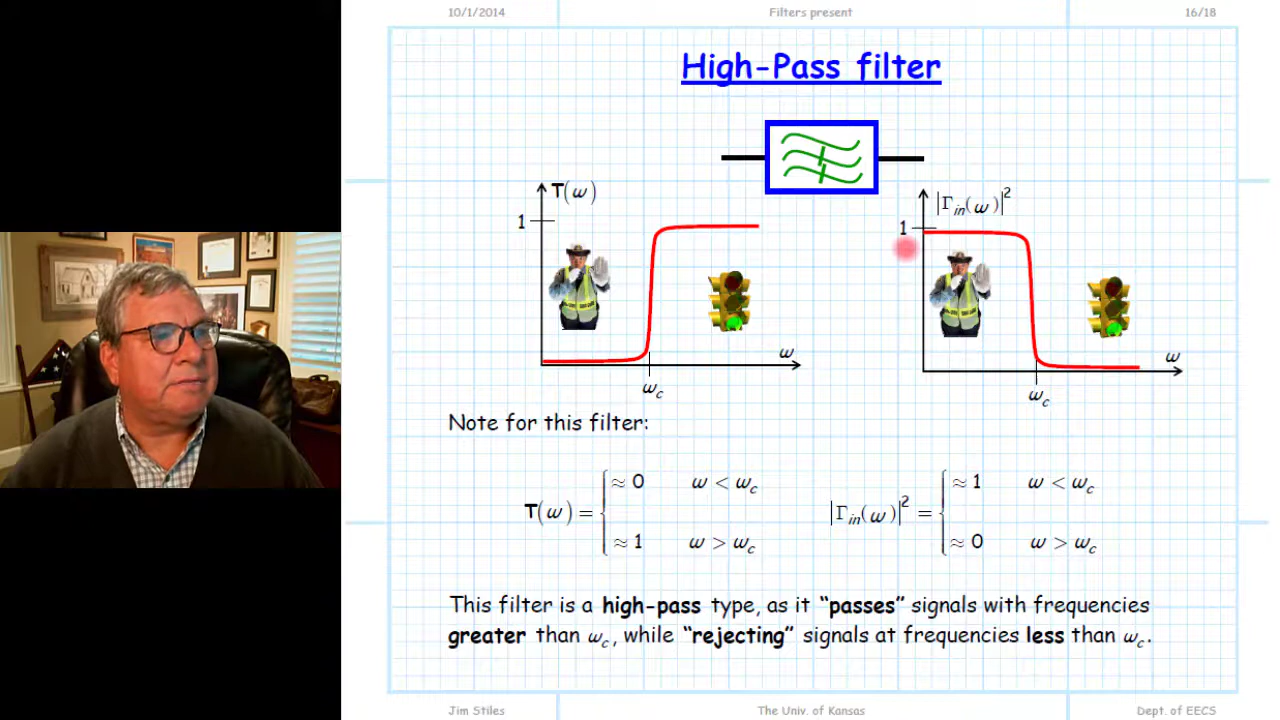 10/1/2014 Filters present 16/18
High-Pass filter
T(ω) |Γin(ω)|²
1 1
ω ω
ωc ωc
Note for this filter:
T(ω) = { ≈ 0 ω < ωc |Γin(ω)|² = { ≈ 1 ω < ωc
≈ 1 ω > ωc ≈ 0 ω > ωc
This filter is a high-pass type, as it “passes” signals with frequencies
greater than ωc, while “rejecting” signals at frequencies less than ωc.
Jim Stiles The Univ. of Kansas Dept. of EECS